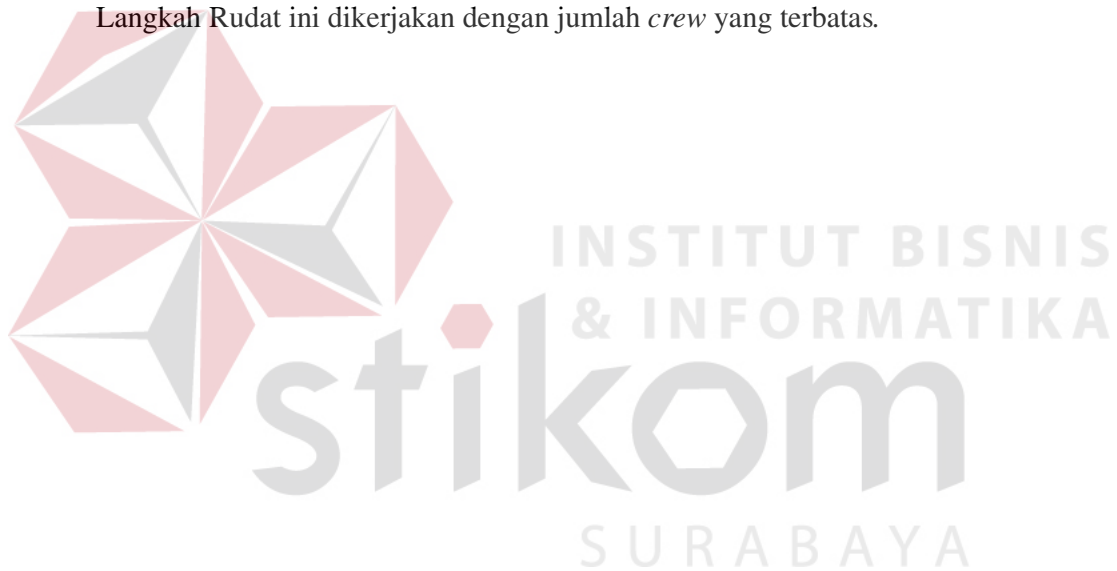 Langkah Rudat ini dikerjakan dengan jumlah crew yang terbatas.
INSTITUT BISNIS
& INFORMATIKA
stikom
SURABAYA